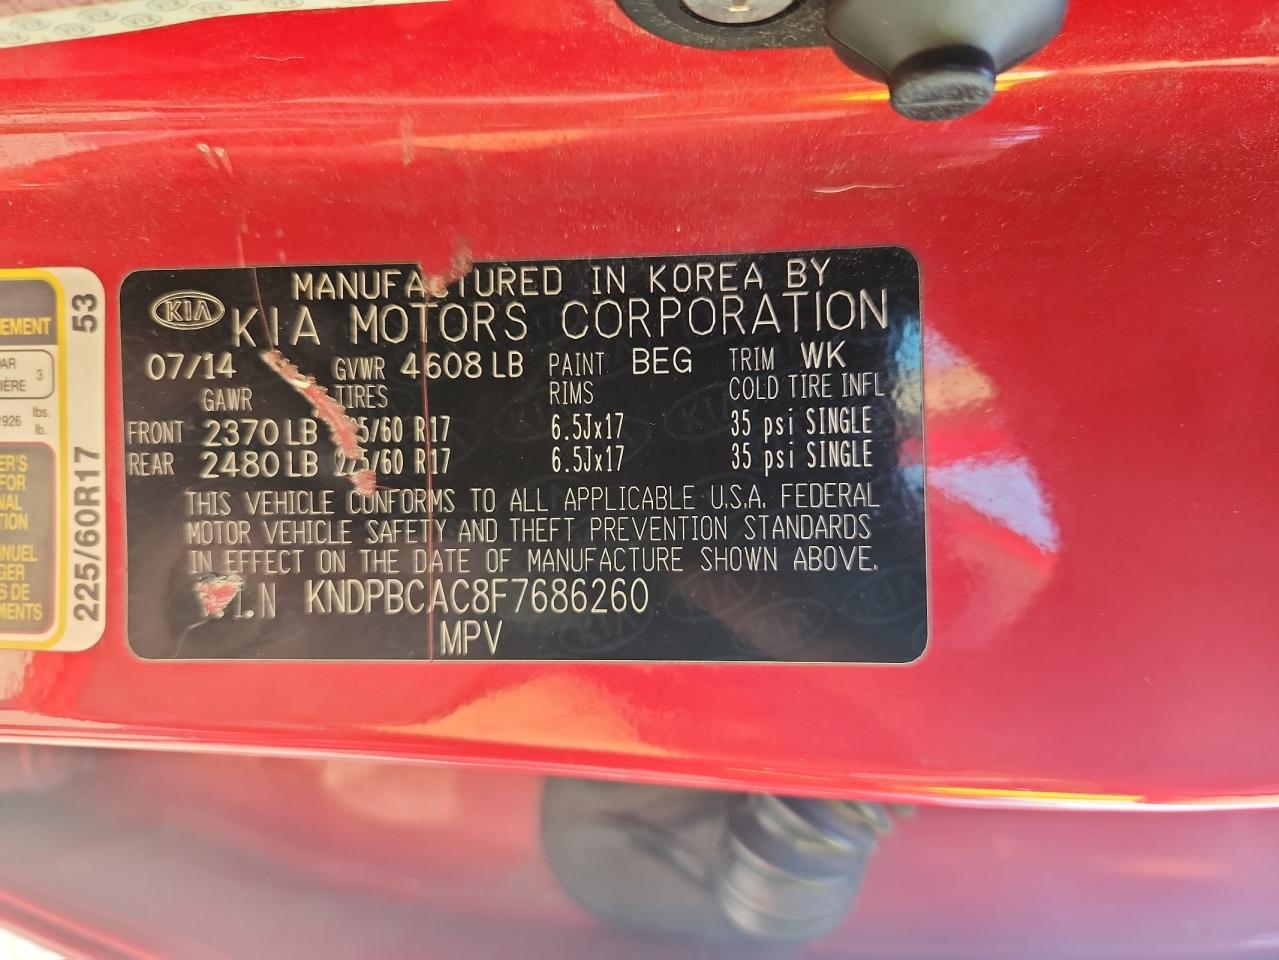 MANUFACTURED IN KOREA BY
KIA KIA MOTORS CORPORATION
07/14 GVWR 4608 LB PAINT BEG TRIM WK
GAWR TIRES RIMS COLD TIRE INFL
FRONT 2370 LB 225/60 R17 6.5Jx17 35 psi SINGLE
REAR 2480 LB 225/60 R17 6.5Jx17 35 psi SINGLE
THIS VEHICLE CONFORMS TO ALL APPLICABLE U.S.A. FEDERAL
MOTOR VEHICLE SAFETY AND THEFT PREVENTION STANDARDS
IN EFFECT ON THE DATE OF MANUFACTURE SHOWN ABOVE.
V.I.N KNDPBCAC8F7686260
MPV
225/60R17 53
3
lbs.
lb.